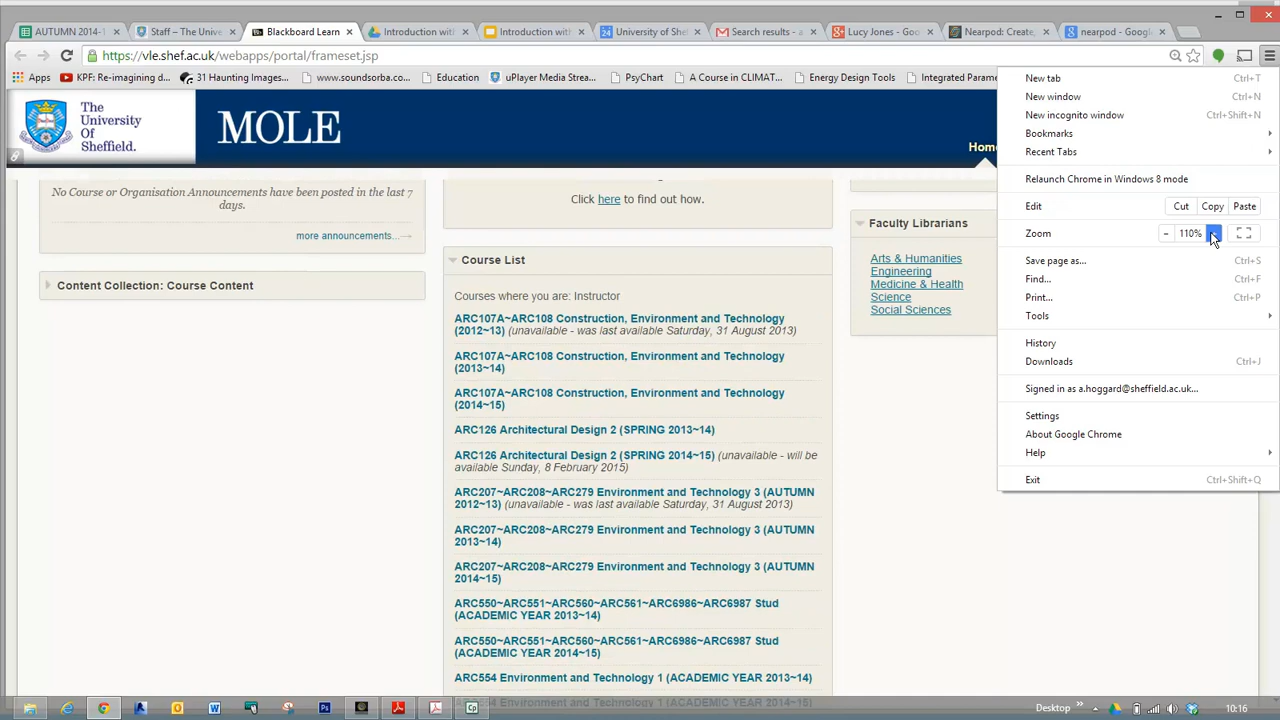 AUTUMN 2014-
Staff – The Unive
Blackboard Learn
Introduction with
Introduction with
University of She
Search results - a
Lucy Jones - Goo
Nearpod: Create,
nearpod - Google
https://vle.shef.ac.uk/webapps/portal/frameset.jsp
Apps
KPF: Re-imagining d...
31 Haunting Images...
www.soundsorba.co...
Edinition
uPlayer Media Strea...
PsyChart
A Course in CLIMAT...
Energy Design Tools
Integrated Parame
The
University
Of
Sheffield.
MOLE
Home
No Course or Organisation Announcements have been posted in the last 7
days.
more announcements...
Content Collection: Course Content
Click here to find out how.
Course List
Courses where you are: Instructor
ARC107A~ARC108 Construction, Environment and Technology
(2012~13) (unavailable - was last available Saturday, 31 August 2013)
ARC107A~ARC108 Construction, Environment and Technology
(2013~14)
ARC107A~ARC108 Construction, Environment and Technology
(2014~15)
ARC126 Architectural Design 2 (SPRING 2013~14)
ARC126 Architectural Design 2 (SPRING 2014~15) (unavailable - will be
available Sunday, 8 February 2015)
ARC207~ARC208~ARC279 Environment and Technology 3 (AUTUMN
2012~13) (unavailable - was last available Saturday, 31 August 2013)
ARC207~ARC208~ARC279 Environment and Technology 3 (AUTUMN
2013~14)
ARC207~ARC208~ARC279 Environment and Technology 3 (AUTUMN
2014~15)
ARC550~ARC551~ARC560~ARC561~ARC6986~ARC6987 Stud
(ACADEMIC YEAR 2013~14)
ARC550~ARC551~ARC560~ARC561~ARC6986~ARC6987 Stud
(ACADEMIC YEAR 2014~15)
ARC554 Environment and Technology 1 (ACADEMIC YEAR 2013~14)
Faculty Librarians
Arts & Humanities
Engineering
Medicine & Health
Science
Social Sciences
New tab Ctrl+T
New window Ctrl+N
New incognito window Ctrl+Shift+N
Bookmarks
Recent Tabs
Relaunch Chrome in Windows 8 mode
Edit Cut Copy Paste
Zoom − 110%
Save page as... Ctrl+S
Find... Ctrl+F
Print... Ctrl+P
Tools
History
Downloads Ctrl+J
Signed in as a.hoggard@sheffield.ac.uk...
Settings
About Google Chrome
Help
Exit Ctrl+Shift+Q
Desktop
10:16